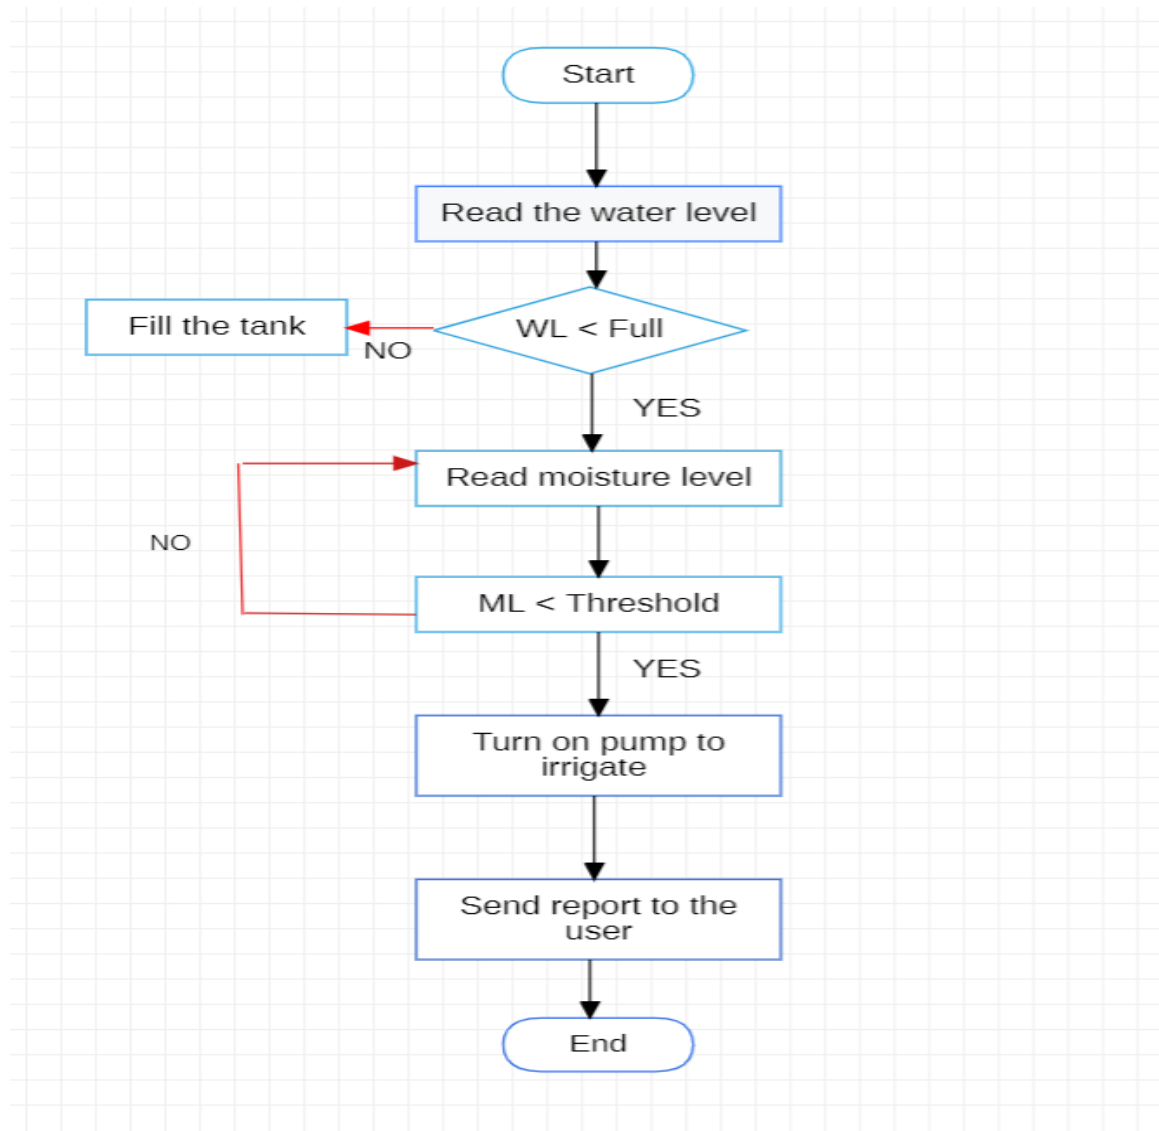 Start
Read the water level
Fill the tank
WL < Full
NO
YES
Read moisture level
NO
ML < Threshold
YES
Turn on pump to
irrigate
Send report to the
user
End